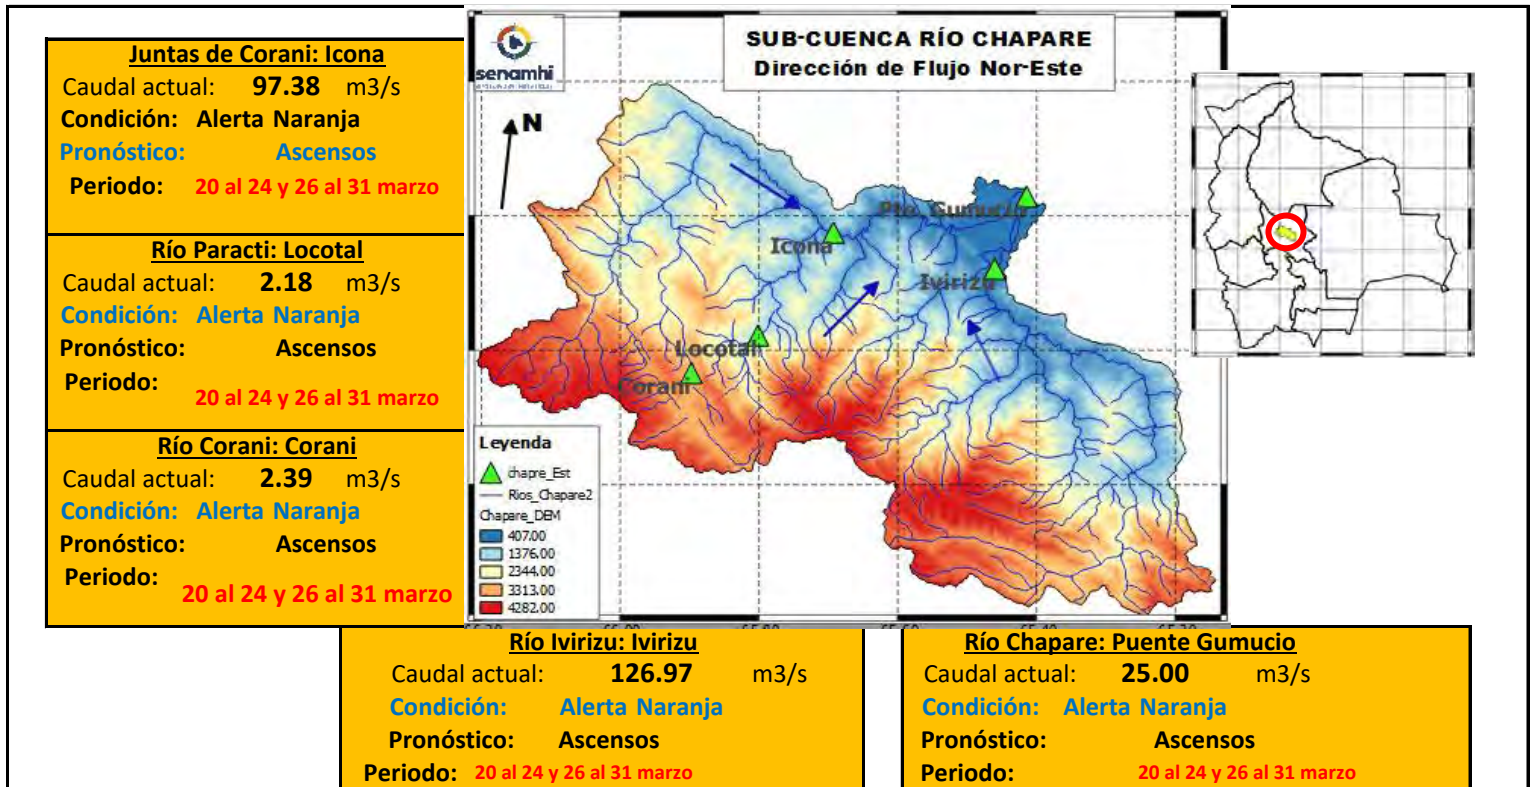 Juntas de Corani: Icona
Caudal actual: 97.38 m3/s
Condición: Alerta Naranja
Pronóstico: Ascensos
Periodo: 20 al 24 y 26 al 31 marzo
Río Paracti: Locotal
Caudal actual: 2.18 m3/s
Condición: Alerta Naranja
Pronóstico: Ascensos
Periodo:
20 al 24 y 26 al 31 marzo
Río Corani: Corani
Caudal actual: 2.39 m3/s
Condición: Alerta Naranja
Pronóstico: Ascensos
Periodo:
20 al 24 y 26 al 31 marzo
senamhi
SUB-CUENCA RÍO CHAPARE
Dirección de Flujo Nor-Este
N
Pto. Gumucio
Icona
Ivirizu
Locotal
Corani
Leyenda
chapre_Est
Rios_Chapare2
Chapare_DEM
407.00
1376.00
2344.00
3313.00
4282.00
Río Ivirizu: Ivirizu
Caudal actual: 126.97 m3/s
Condición: Alerta Naranja
Pronóstico: Ascensos
Periodo: 20 al 24 y 26 al 31 marzo
Río Chapare: Puente Gumucio
Caudal actual: 25.00 m3/s
Condición: Alerta Naranja
Pronóstico: Ascensos
Periodo: 20 al 24 y 26 al 31 marzo